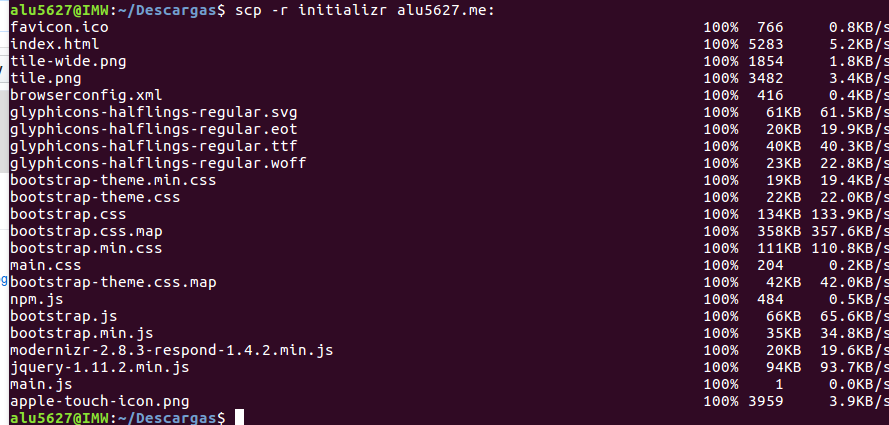 alu5627@IMW:~/Descargas$ scp -r initializr alu5627.me:
favicon.ico 100% 766 0.8KB/s
index.html 100% 5283 5.2KB/s
tile-wide.png 100% 1854 1.8KB/s
tile.png 100% 3482 3.4KB/s
browserconfig.xml 100% 416 0.4KB/s
glyphicons-halflings-regular.svg 100% 61KB 61.5KB/s
glyphicons-halflings-regular.eot 100% 20KB 19.9KB/s
glyphicons-halflings-regular.ttf 100% 40KB 40.3KB/s
glyphicons-halflings-regular.woff 100% 23KB 22.8KB/s
bootstrap-theme.min.css 100% 19KB 19.4KB/s
bootstrap-theme.css 100% 22KB 22.0KB/s
bootstrap.css 100% 134KB 133.9KB/s
bootstrap.css.map 100% 358KB 357.6KB/s
bootstrap.min.css 100% 111KB 110.8KB/s
main.css 100% 204 0.2KB/s
bootstrap-theme.css.map 100% 42KB 42.0KB/s
npm.js 100% 484 0.5KB/s
bootstrap.js 100% 66KB 65.6KB/s
bootstrap.min.js 100% 35KB 34.8KB/s
modernizr-2.8.3-respond-1.4.2.min.js 100% 20KB 19.6KB/s
jquery-1.11.2.min.js 100% 94KB 93.7KB/s
main.js 100% 1 0.0KB/s
apple-touch-icon.png 100% 3959 3.9KB/s
alu5627@IMW:~/Descargas$